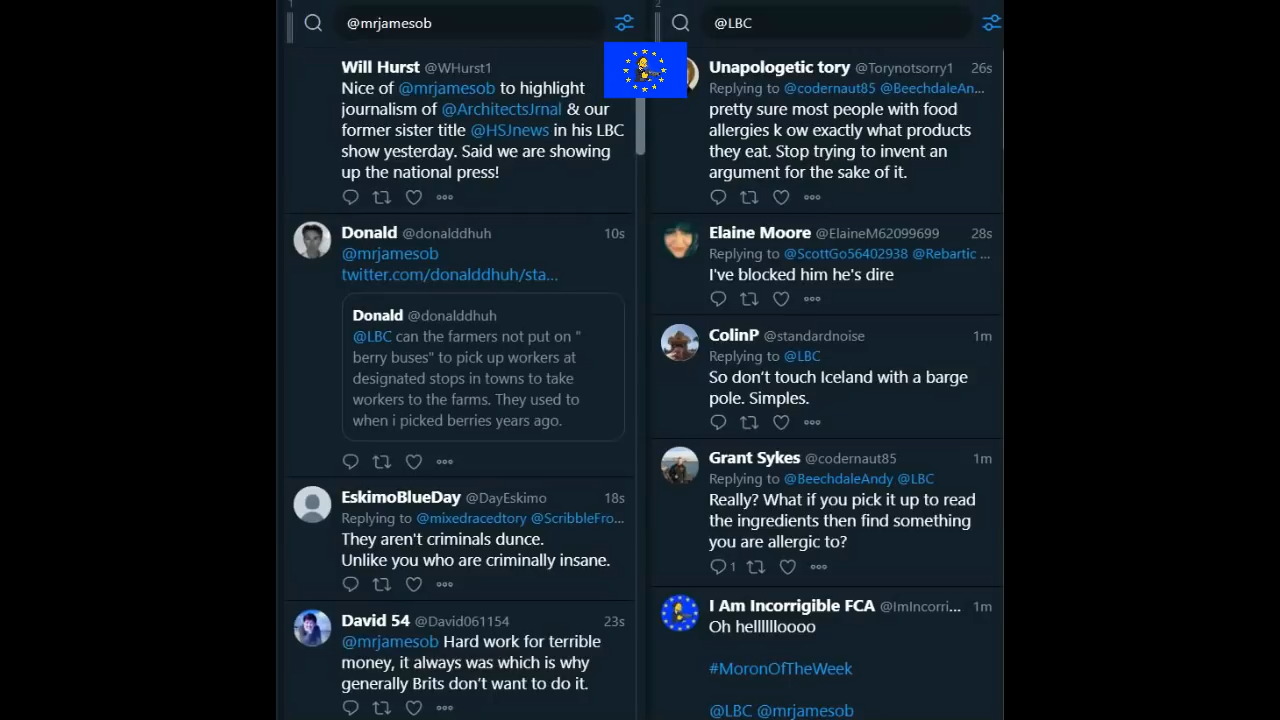 1
@mrjamesob
Will Hurst @WHurst1
Nice of @mrjamesob to highlight
journalism of @ArchitectsJrnal & our
former sister title @HSJnews in his LBC
show yesterday. Said we are showing
up the national press!
Donald @donalddhuh 10s
@mrjamesob
twitter.com/donalddhuh/sta...
Donald @donalddhuh
@LBC can the farmers not put on "
berry buses" to pick up workers at
designated stops in towns to take
workers to the farms. They used to
when i picked berries years ago.
EskimoBlueDay @DayEskimo 18s
Replying to @mixedracedtory @ScribbleFro...
They aren't criminals dunce.
Unlike you who are criminally insane.
David 54 @David061154 23s
@mrjamesob Hard work for terrible
money, it always was which is why
generally Brits don't want to do it.
2
@LBC
Unapologetic tory @Torynotsorry1 26s
Replying to @codernaut85 @BeechdaleAn...
pretty sure most people with food
allergies k ow exactly what products
they eat. Stop trying to invent an
argument for the sake of it.
Elaine Moore @ElaineM62099699 28s
Replying to @ScottGo56402938 @Rebartic ...
I've blocked him he's dire
ColinP @standardnoise 1m
Replying to @LBC
So don't touch Iceland with a barge
pole. Simples.
Grant Sykes @codernaut85 1m
Replying to @BeechdaleAndy @LBC
Really? What if you pick it up to read
the ingredients then find something
you are allergic to?
1
I Am Incorrigible FCA @ImIncorri... 1m
Oh helllllloooo
#MoronOfTheWeek
@LBC @mrjamesob